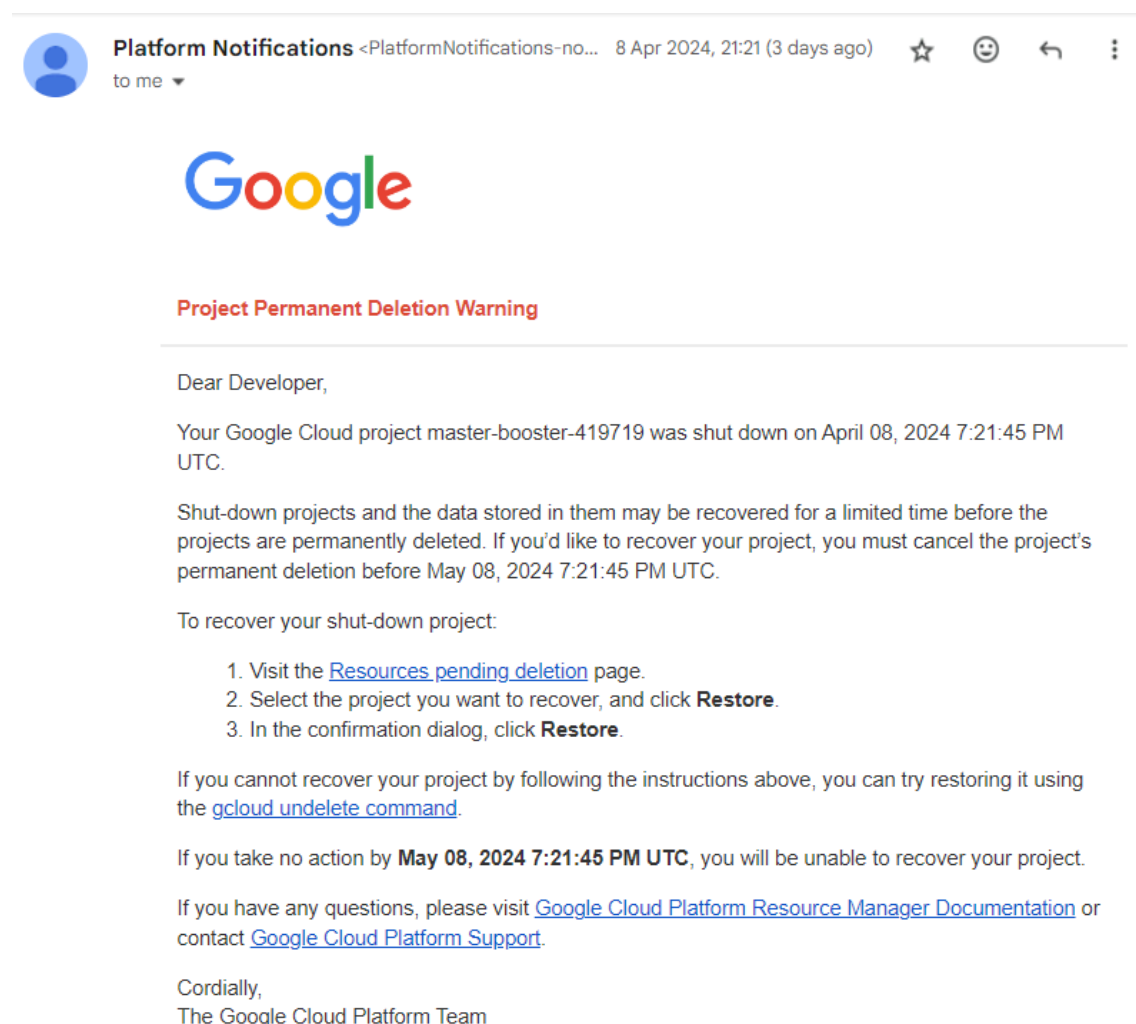 Platform Notifications <PlatformNotifications-no... 8 Apr 2024, 21:21 (3 days ago)
to me
Google
Project Permanent Deletion Warning
Dear Developer,
Your Google Cloud project master-booster-419719 was shut down on April 08, 2024 7:21:45 PM
UTC.
Shut-down projects and the data stored in them may be recovered for a limited time before the
projects are permanently deleted. If you’d like to recover your project, you must cancel the project’s
permanent deletion before May 08, 2024 7:21:45 PM UTC.
To recover your shut-down project:
1. Visit the Resources pending deletion page.
2. Select the project you want to recover, and click Restore.
3. In the confirmation dialog, click Restore.
If you cannot recover your project by following the instructions above, you can try restoring it using
the gcloud undelete command.
If you take no action by May 08, 2024 7:21:45 PM UTC, you will be unable to recover your project.
If you have any questions, please visit Google Cloud Platform Resource Manager Documentation or
contact Google Cloud Platform Support.
Cordially,
The Google Cloud Platform Team